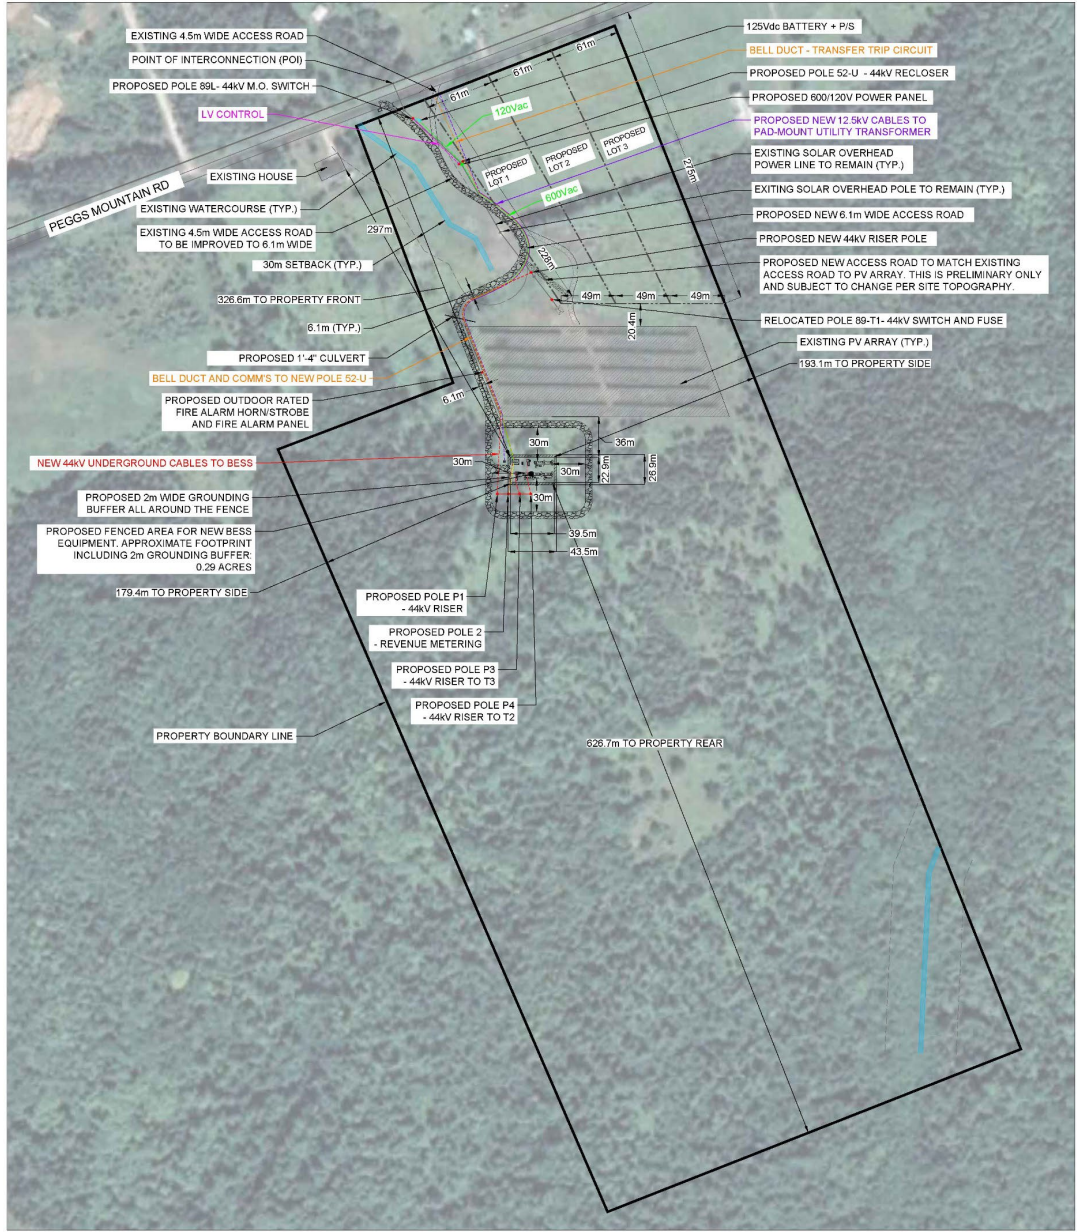 EXISTING 4.5m WIDE ACCESS ROAD
POINT OF INTERCONNECTION (POI)
PROPOSED POLE 89L- 44kV M.O. SWITCH
LV CONTROL
EXISTING HOUSE
PEGGS MOUNTAIN RD
EXISTING WATERCOURSE (TYP.)
EXISTING 4.5m WIDE ACCESS ROAD
TO BE IMPROVED TO 6.1m WIDE
30m SETBACK (TYP.)
326.6m TO PROPERTY FRONT
6.1m (TYP.)
PROPOSED 1'-4" CULVERT
BELL DUCT AND COMM'S TO NEW POLE 52-U
PROPOSED OUTDOOR RATED
FIRE ALARM HORN/STROBE
AND FIRE ALARM PANEL
NEW 44kV UNDERGROUND CABLES TO BESS
PROPOSED 2m WIDE GROUNDING
BUFFER ALL AROUND THE FENCE
PROPOSED FENCED AREA FOR NEW BESS
EQUIPMENT. APPROXIMATE FOOTPRINT
INCLUDING 2m GROUNDING BUFFER:
0.29 ACRES
179.4m TO PROPERTY SIDE
PROPOSED POLE P1
- 44kV RISER
PROPOSED POLE 2
- REVENUE METERING
PROPOSED POLE P3
- 44kV RISER TO T3
PROPOSED POLE P4
- 44kV RISER TO T2
PROPERTY BOUNDARY LINE
626.7m TO PROPERTY REAR
61m
61m
61m
120Vac
600Vac
PROPOSED
LOT 1
PROPOSED
LOT 2
PROPOSED
LOT 3
275m
297m
228m
49m
49m
49m
20.4m
6.1m
30m
36m
30m
30m
22.9m
26.9m
30m
39.5m
43.5m
125Vdc BATTERY + P/S
BELL DUCT - TRANSFER TRIP CIRCUIT
PROPOSED POLE 52-U - 44kV RECLOSER
PROPOSED 600/120V POWER PANEL
PROPOSED NEW 12.5kV CABLES TO
PAD-MOUNT UTILITY TRANSFORMER
EXISTING SOLAR OVERHEAD
POWER LINE TO REMAIN (TYP.)
EXITING SOLAR OVERHEAD POLE TO REMAIN (TYP.)
PROPOSED NEW 6.1m WIDE ACCESS ROAD
PROPOSED NEW 44kV RISER POLE
PROPOSED NEW ACCESS ROAD TO MATCH EXISTING
ACCESS ROAD TO PV ARRAY. THIS IS PRELIMINARY ONLY
AND SUBJECT TO CHANGE PER SITE TOPOGRAPHY.
RELOCATED POLE 89-T1- 44kV SWITCH AND FUSE
EXISTING PV ARRAY (TYP.)
193.1m TO PROPERTY SIDE